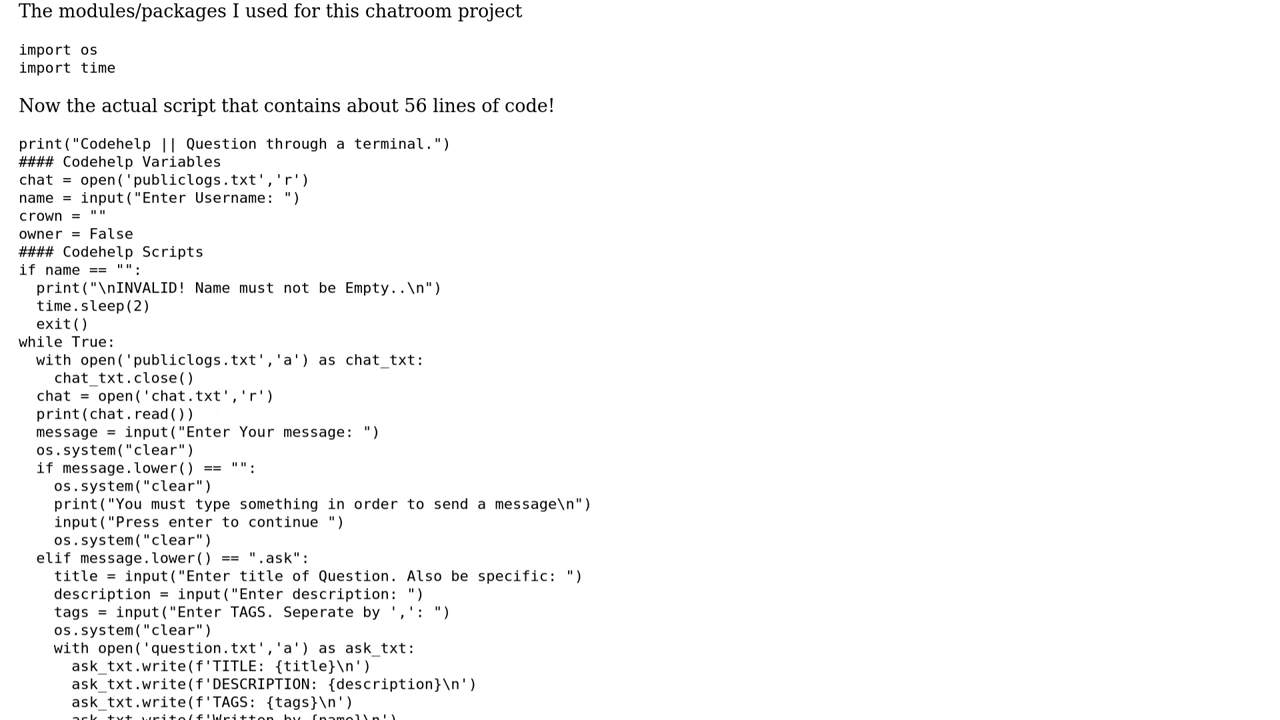 The modules/packages I used for this chatroom project
import os
import time
Now the actual script that contains about 56 lines of code!
print("Codehelp || Question through a terminal.")
#### Codehelp Variables
chat = open('publiclogs.txt','r')
name = input("Enter Username: ")
crown = ""
owner = False
#### Codehelp Scripts
if name == "":
  print("\nINVALID! Name must not be Empty..\n")
  time.sleep(2)
  exit()
while True:
  with open('publiclogs.txt','a') as chat_txt:
    chat_txt.close()
  chat = open('chat.txt','r')
  print(chat.read())
  message = input("Enter Your message: ")
  os.system("clear")
  if message.lower() == "":
    os.system("clear")
    print("You must type something in order to send a message\n")
    input("Press enter to continue ")
    os.system("clear")
  elif message.lower() == ".ask":
    title = input("Enter title of Question. Also be specific: ")
    description = input("Enter description: ")
    tags = input("Enter TAGS. Seperate by ',': ")
    os.system("clear")
    with open('question.txt','a') as ask_txt:
      ask_txt.write(f'TITLE: {title}\n')
      ask_txt.write(f'DESCRIPTION: {description}\n')
      ask_txt.write(f'TAGS: {tags}\n')
      ask_txt.write(f'Written by {name}\n')